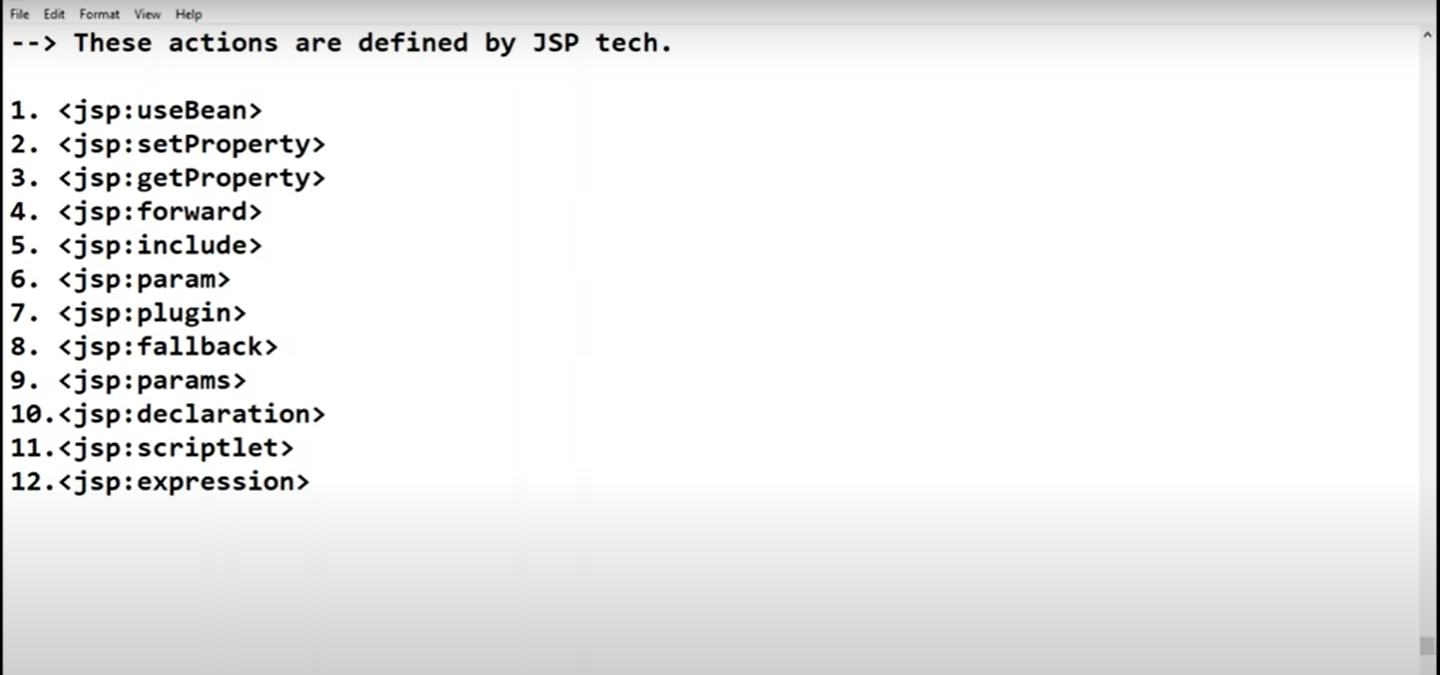 File Edit Format View Help
--> These actions are defined by JSP tech.
1. <jsp:useBean>
2. <jsp:setProperty>
3. <jsp:getProperty>
4. <jsp:forward>
5. <jsp:include>
6. <jsp:param>
7. <jsp:plugin>
8. <jsp:fallback>
9. <jsp:params>
10.<jsp:declaration>
11.<jsp:scriptlet>
12.<jsp:expression>